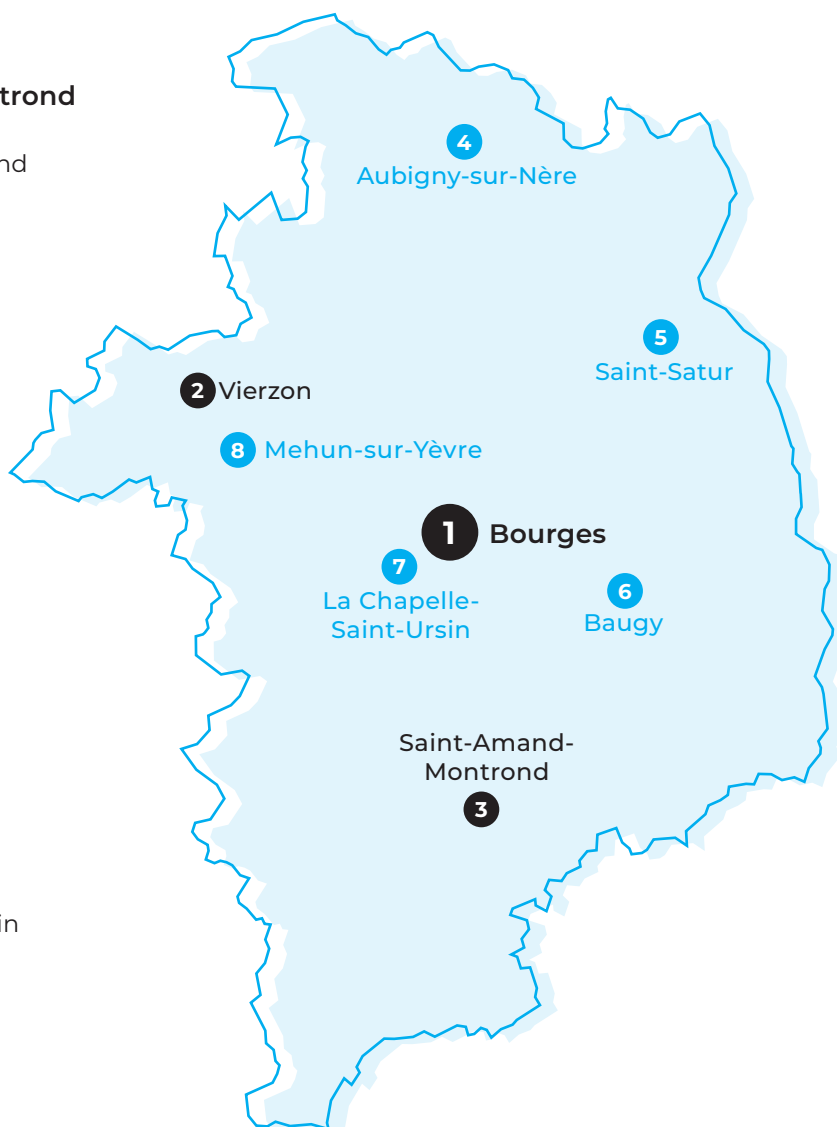 trond
nd
4
Aubigny-sur-Nère
5
Saint-Satur
2 Vierzon
8 Mehun-sur-Yèvre
1 Bourges
7
La Chapelle-
Saint-Ursin
6
Baugy
Saint-Amand-
Montrond
3
in